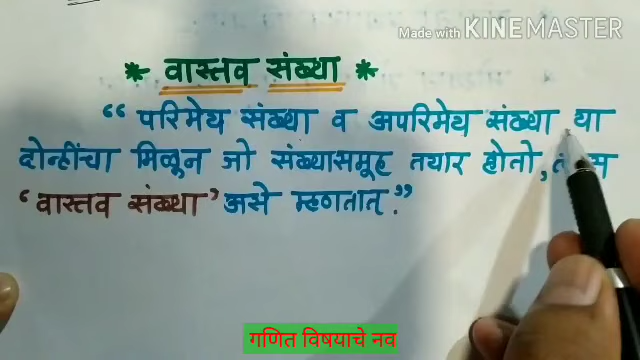 Made with KINEMASTER
* वास्तव संख्या *
“ परिमेय संख्या व अपरिमेय संख्या या
दोन्हींचा मिळून जो संख्यासमूह तयार होतो,
‘वास्तव संख्या’ असे म्हणतात.”
गणित विषयाचे नव